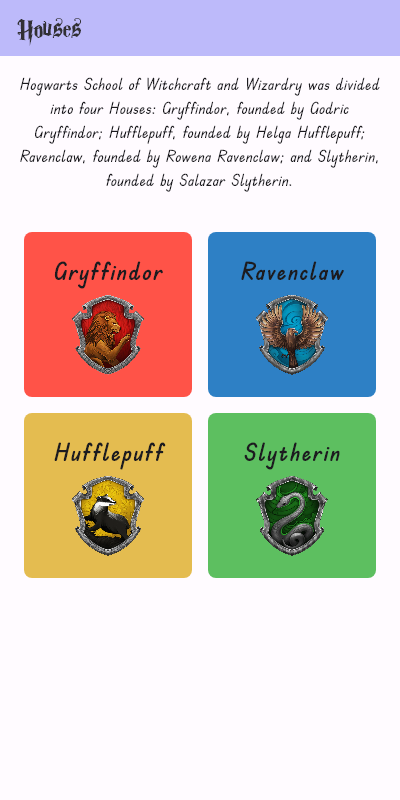 Houses
Hogwarts School of Witchcraft and Wizardry was divided
into four Houses: Gryffindor, founded by Godric
Gryffindor; Hufflepuff, founded by Helga Hufflepuff;
Ravenclaw, founded by Rowena Ravenclaw; and Slytherin,
founded by Salazar Slytherin.
Gryffindor
Ravenclaw
Hufflepuff
Slytherin